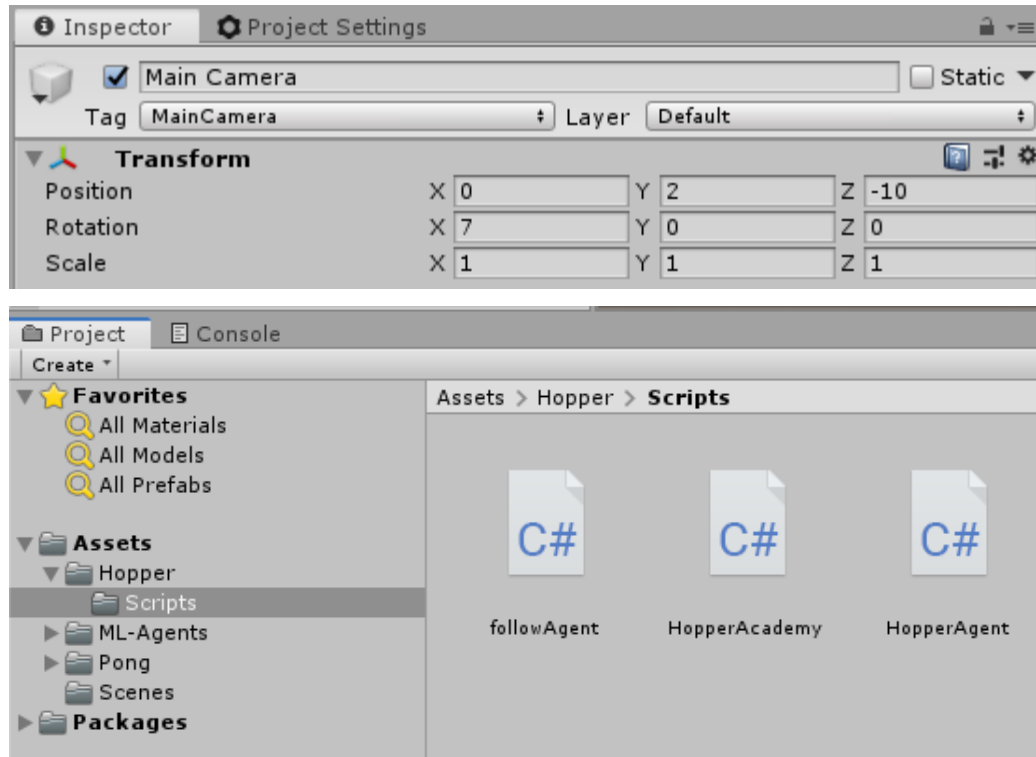 Inspector Project Settings
Main Camera Static
Tag MainCamera Layer Default
Transform
Position X 0 Y 2 Z -10
Rotation X 7 Y 0 Z 0
Scale X 1 Y 1 Z 1
Project Console
Create
Favorites
All Materials
All Models
All Prefabs
Assets
Hopper
Scripts
ML-Agents
Pong
Scenes
Packages
Assets > Hopper > Scripts
C# C# C#
followAgent HopperAcademy HopperAgent